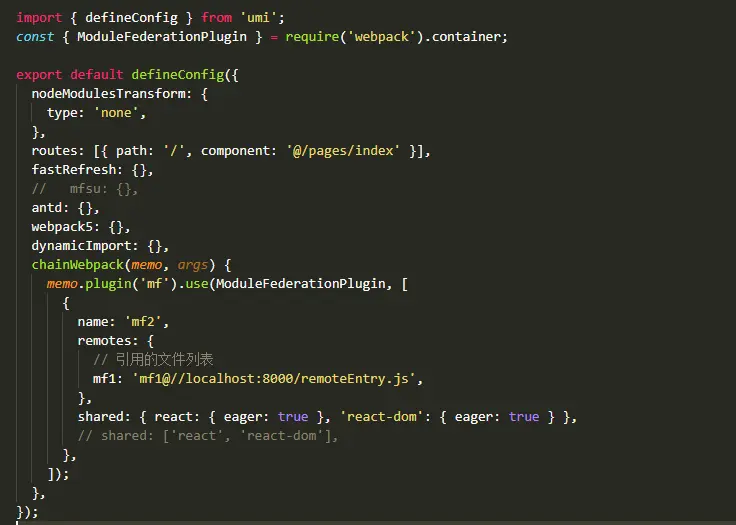 import { defineConfig } from 'umi';
const { ModuleFederationPlugin } = require('webpack').container;

export default defineConfig({
  nodeModulesTransform: {
    type: 'none',
  },
  routes: [{ path: '/', component: '@/pages/index' }],
  fastRefresh: {},
  //   mfsu: {},
  antd: {},
  webpack5: {},
  dynamicImport: {},
  chainWebpack(memo, args) {
    memo.plugin('mf').use(ModuleFederationPlugin, [
      {
        name: 'mf2',
        remotes: {
          // 引用的文件列表
          mf1: 'mf1@//localhost:8000/remoteEntry.js',
        },
        shared: { react: { eager: true }, 'react-dom': { eager: true } },
        // shared: ['react', 'react-dom'],
      },
    ]);
  },
});